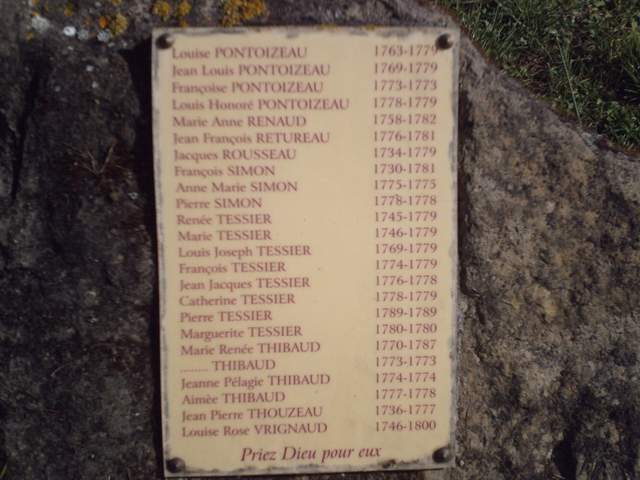 Louise PONTOIZEAU 1763-1779
Jean Louis PONTOIZEAU 1769-1779
Françoise PONTOIZEAU 1773-1773
Louis Honoré PONTOIZEAU 1778-1779
Marie Anne RENAUD 1758-1782
Jean François RETUREAU 1776-1781
Jacques ROUSSEAU 1734-1779
François SIMON 1730-1781
Anne Marie SIMON 1775-1775
Pierre SIMON 1778-1778
Renée TESSIER 1745-1779
Marie TESSIER 1746-1779
Louis Joseph TESSIER 1769-1779
François TESSIER 1774-1779
Jean Jacques TESSIER 1776-1778
Catherine TESSIER 1778-1779
Pierre TESSIER 1789-1789
Marguerite TESSIER 1780-1780
Marie Renée THIBAUD 1770-1787
........ THIBAUD 1773-1773
Jeanne Pélagie THIBAUD 1774-1774
Aimèe THIBAUD 1777-1778
Jean Pierre THOUZEAU 1736-1777
Louise Rose VRIGNAUD 1746-1800
Priez Dieu pour eux